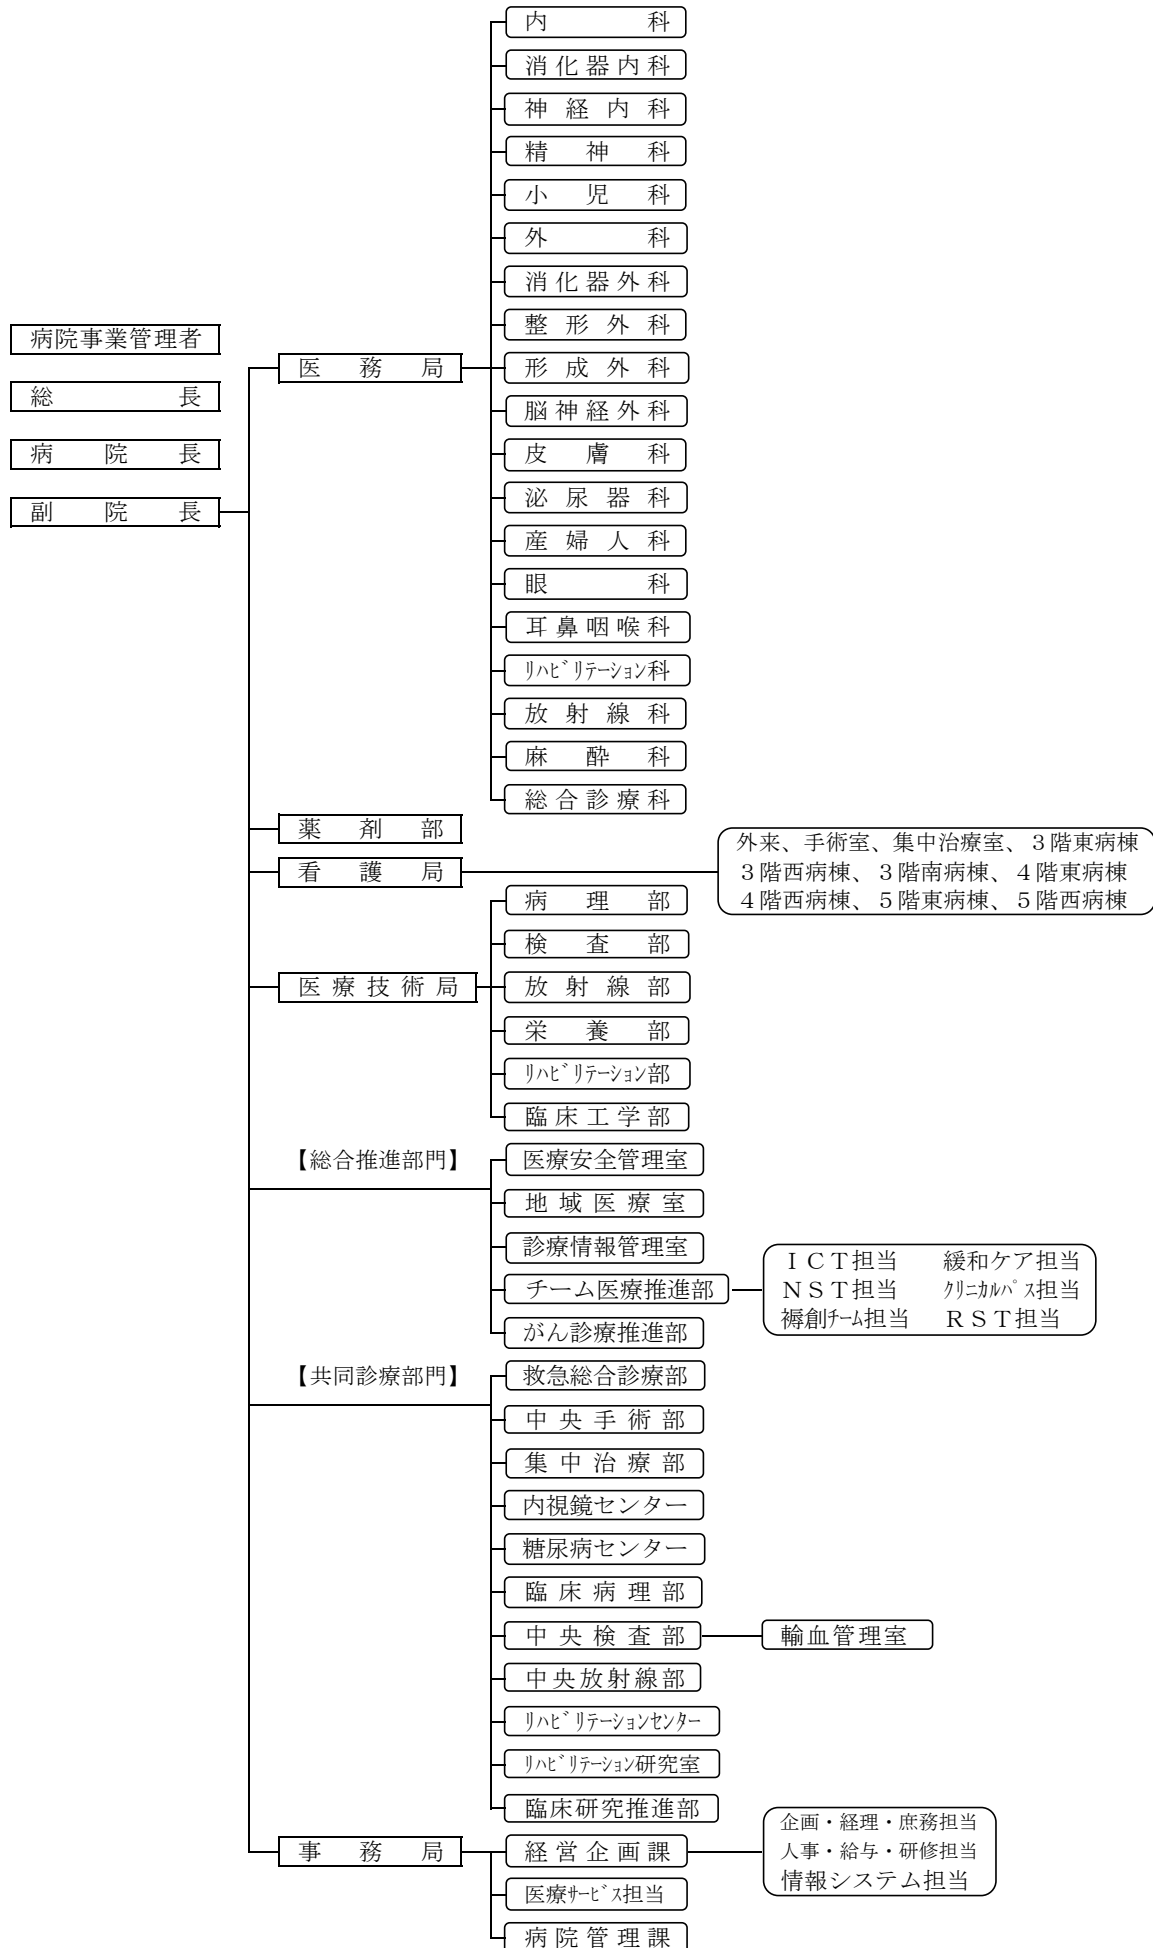 内科
消化器内科
神経内科
精神科
小児科
外科
消化器外科
整形外科
病院事業管理者
医務局
形成外科
総長
脳神経外科
病院長
皮膚科
副院長
泌尿器科
産婦人科
眼科
耳鼻咽喉科
ﾘﾊﾋﾞﾘﾃｰｼｮﾝ科
放射線科
麻酔科
総合診療科
薬剤部
看護局
外来、手術室、集中治療室、３階東病棟
３階西病棟、３階南病棟、４階東病棟
４階西病棟、５階東病棟、５階西病棟
病理部
検査部
医療技術局
放射線部
栄養部
ﾘﾊﾋﾞﾘﾃｰｼｮﾝ部
臨床工学部
【総合推進部門】
医療安全管理室
地域医療室
診療情報管理室
チーム医療推進部
ＩＣＴ担当 緩和ケア担当
ＮＳＴ担当 ｸﾘﾆｶﾙﾊﾟｽ担当
褥創ﾁｰﾑ担当 ＲＳＴ担当
がん診療推進部
【共同診療部門】
救急総合診療部
中央手術部
集中治療部
内視鏡センター
糖尿病センター
臨床病理部
中央検査部
輸血管理室
中央放射線部
ﾘﾊﾋﾞﾘﾃｰｼｮﾝｾﾝﾀｰ
ﾘﾊﾋﾞﾘﾃｰｼｮﾝ研究室
臨床研究推進部
事務局
経営企画課
企画・経理・庶務担当
人事・給与・研修担当
情報システム担当
医療ｻｰﾋﾞｽ担当
病院管理課